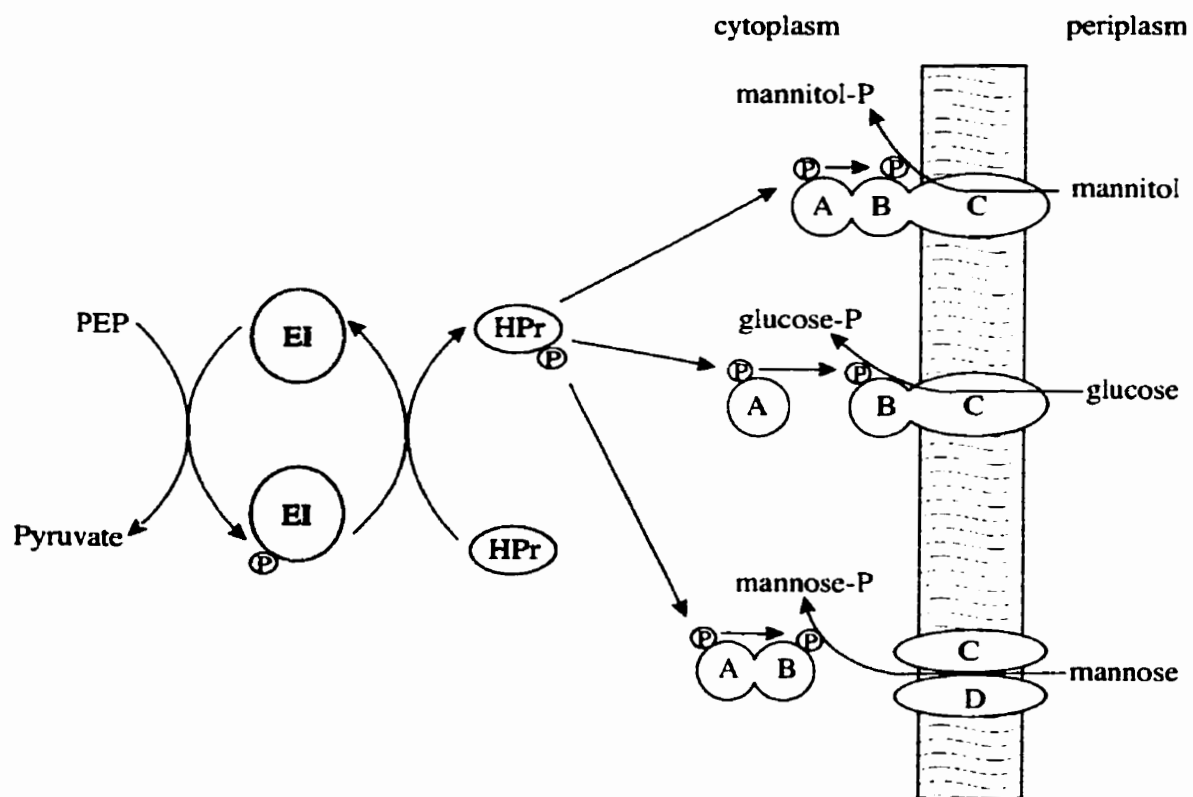 cytoplasm periplasm
mannitol-P
P P
A B C mannitol
PEP EI HPr P
glucose-P
P P
A B C glucose
Pyruvate EI P HPr
mannose-P
P P
A B C mannose
D